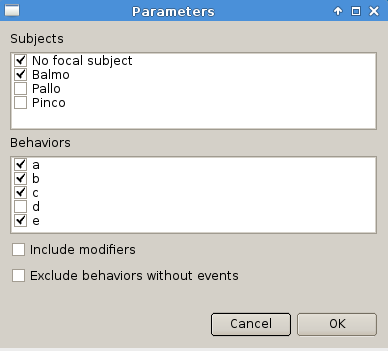 Parameters
Subjects
No focal subject
Balmo
Pallo
Pinco
Behaviors
a
b
c
d
e
Include modifiers
Exclude behaviors without events
Cancel OK